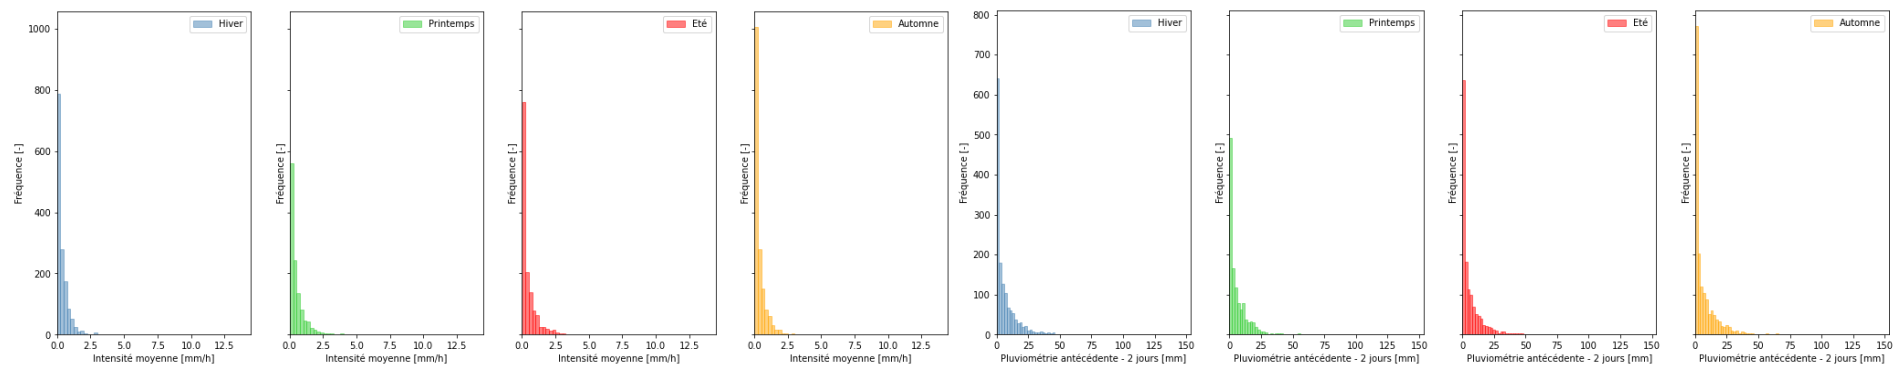 Hiver
Printemps
Eté
Automne
Hiver
Printemps
Eté
Automne
1000
800
600
400
200
0
Fréquence [-]
Fréquence [-]
Fréquence [-]
Fréquence [-]
800
700
600
500
400
300
200
100
0
Fréquence [-]
Fréquence [-]
Fréquence [-]
Fréquence [-]
0.0 2.5 5.0 7.5 10.0 12.5
0.0 2.5 5.0 7.5 10.0 12.5
0.0 2.5 5.0 7.5 10.0 12.5
0.0 2.5 5.0 7.5 10.0 12.5
0 25 50 75 100 125 150
0 25 50 75 100 125 150
0 25 50 75 100 125 150
0 25 50 75 100 125 150
Intensité moyenne [mm/h]
Intensité moyenne [mm/h]
Intensité moyenne [mm/h]
Intensité moyenne [mm/h]
Pluviométrie antécédente - 2 jours [mm]
Pluviométrie antécédente - 2 jours [mm]
Pluviométrie antécédente - 2 jours [mm]
Pluviométrie antécédente - 2 jours [mm]